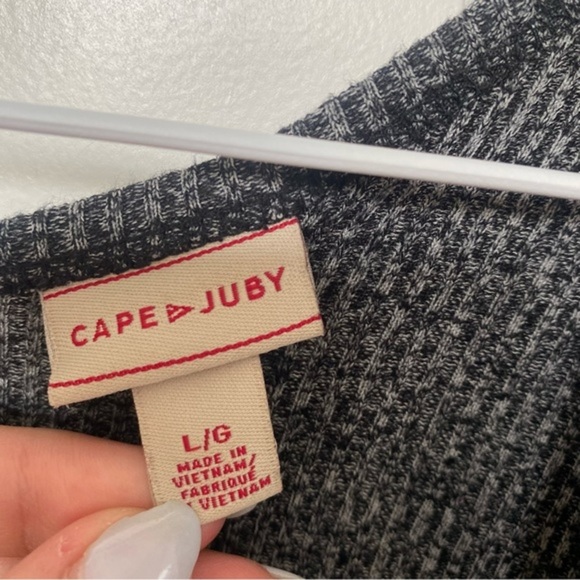 CAPE JUBY
L/G
MADE IN
VIETNAM/
FABRIQUÉ
VIETNAM